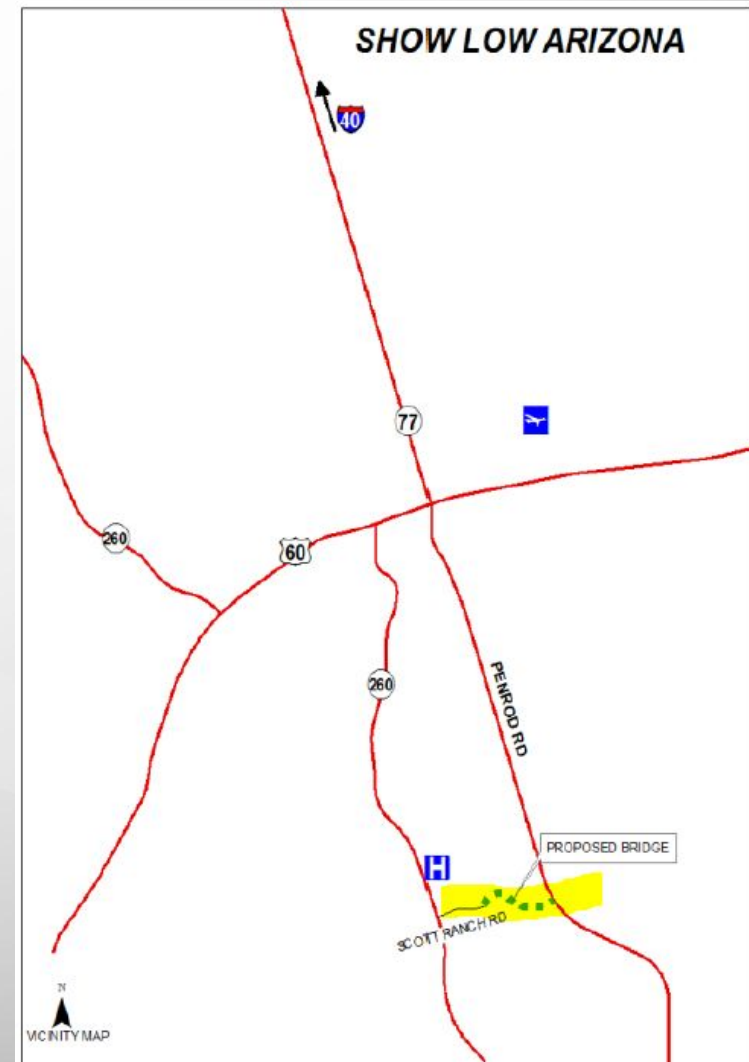 SHOW LOW ARIZONA
40
77
260
60
260
PENROD RD
PROPOSED BRIDGE
H
SCOTT RANCH RD
N
VICINITY MAP